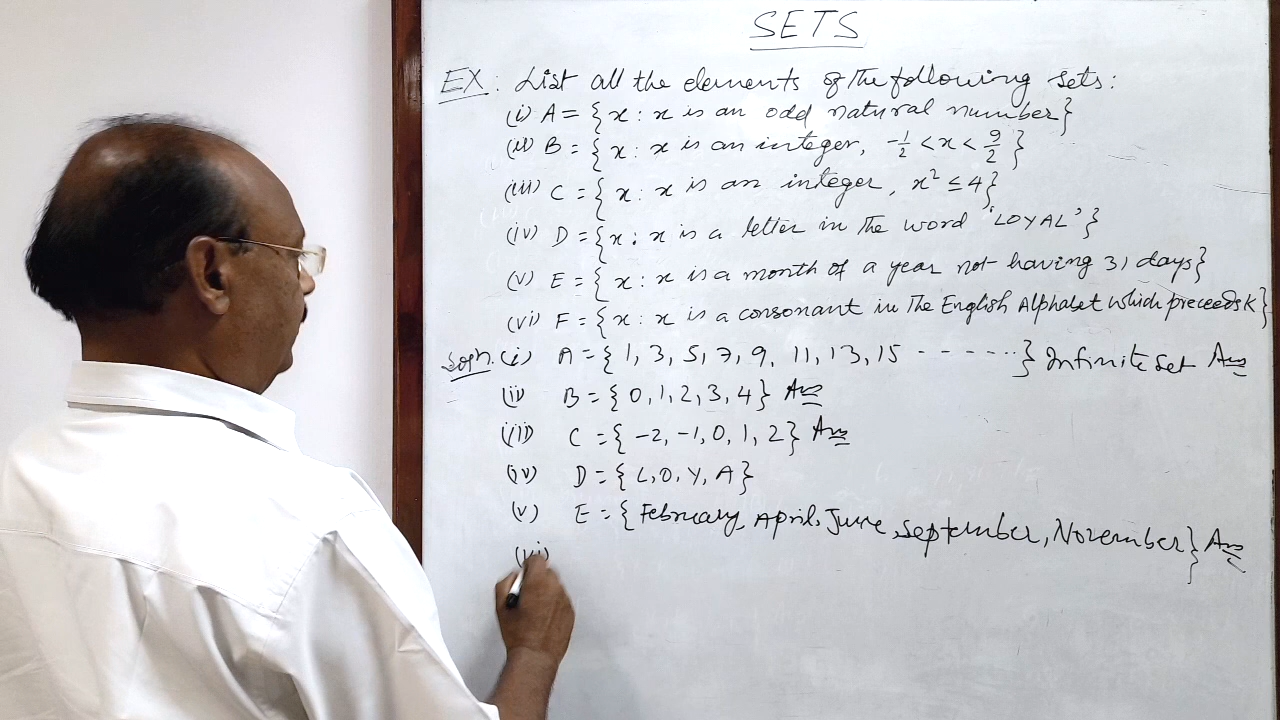 SETS
EX: List all the elements of the following sets:
(i) A = {x : x is an odd natural number}
(ii) B = {x : x is an integer, -1/2 < x < 9/2}
(iii) C = {x : x is an integer, x² ≤ 4}
(iv) D = {x : x is a letter in the word 'LOYAL'}
(v) E = {x : x is a month of a year not having 31 days}
(vi) F = {x : x is a consonant in the English Alphabet which preceeds K}
Soln. (i) A = {1, 3, 5, 7, 9, 11, 13, 15 - - - - - -} Infinite Set Ans
(ii) B = {0, 1, 2, 3, 4} Ans
(iii) C = {-2, -1, 0, 1, 2} Ans
(iv) D = {L, O, Y, A}
(v) E = {February, April, June, September, November} Ans
(vi)